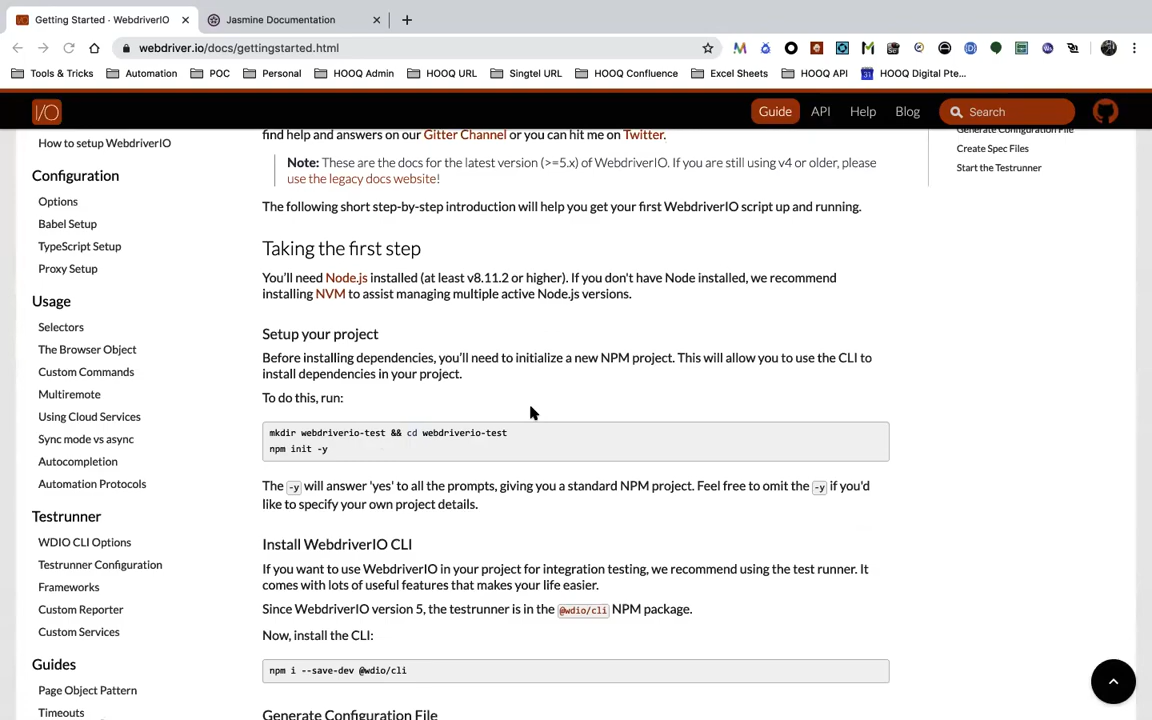 Getting Started · WebdriverIO
Jasmine Documentation
webdriver.io/docs/gettingstarted.html
Tools & Tricks
Automation
POC
Personal
HOOQ Admin
HOOQ URL
Singtel URL
HOOQ Confluence
Excel Sheets
HOOQ API
HOOQ Digital Pte...
I/O
Guide
API
Help
Blog
Search
How to setup WebdriverIO
Configuration
Options
Babel Setup
TypeScript Setup
Proxy Setup
Usage
Selectors
The Browser Object
Custom Commands
Multiremote
Using Cloud Services
Sync mode vs async
Autocompletion
Automation Protocols
Testrunner
WDIO CLI Options
Testrunner Configuration
Frameworks
Custom Reporter
Custom Services
Guides
Page Object Pattern
Timeouts
find help and answers on our Gitter Channel or you can hit me on Twitter.
Note: These are the docs for the latest version (>=5.x) of WebdriverIO. If you are still using v4 or older, please
use the legacy docs website!
The following short step-by-step introduction will help you get your first WebdriverIO script up and running.
Taking the first step
You'll need Node.js installed (at least v8.11.2 or higher). If you don't have Node installed, we recommend
installing NVM to assist managing multiple active Node.js versions.
Setup your project
Before installing dependencies, you'll need to initialize a new NPM project. This will allow you to use the CLI to
install dependencies in your project.
To do this, run:
mkdir webdriverio-test && cd webdriverio-test
npm init -y
The -y will answer 'yes' to all the prompts, giving you a standard NPM project. Feel free to omit the -y if you'd
like to specify your own project details.
Install WebdriverIO CLI
If you want to use WebdriverIO in your project for integration testing, we recommend using the test runner. It
comes with lots of useful features that makes your life easier.
Since WebdriverIO version 5, the testrunner is in the @wdio/cli NPM package.
Now, install the CLI:
npm i --save-dev @wdio/cli
Generate Configuration File
Generate Configuration File
Create Spec Files
Start the Testrunner